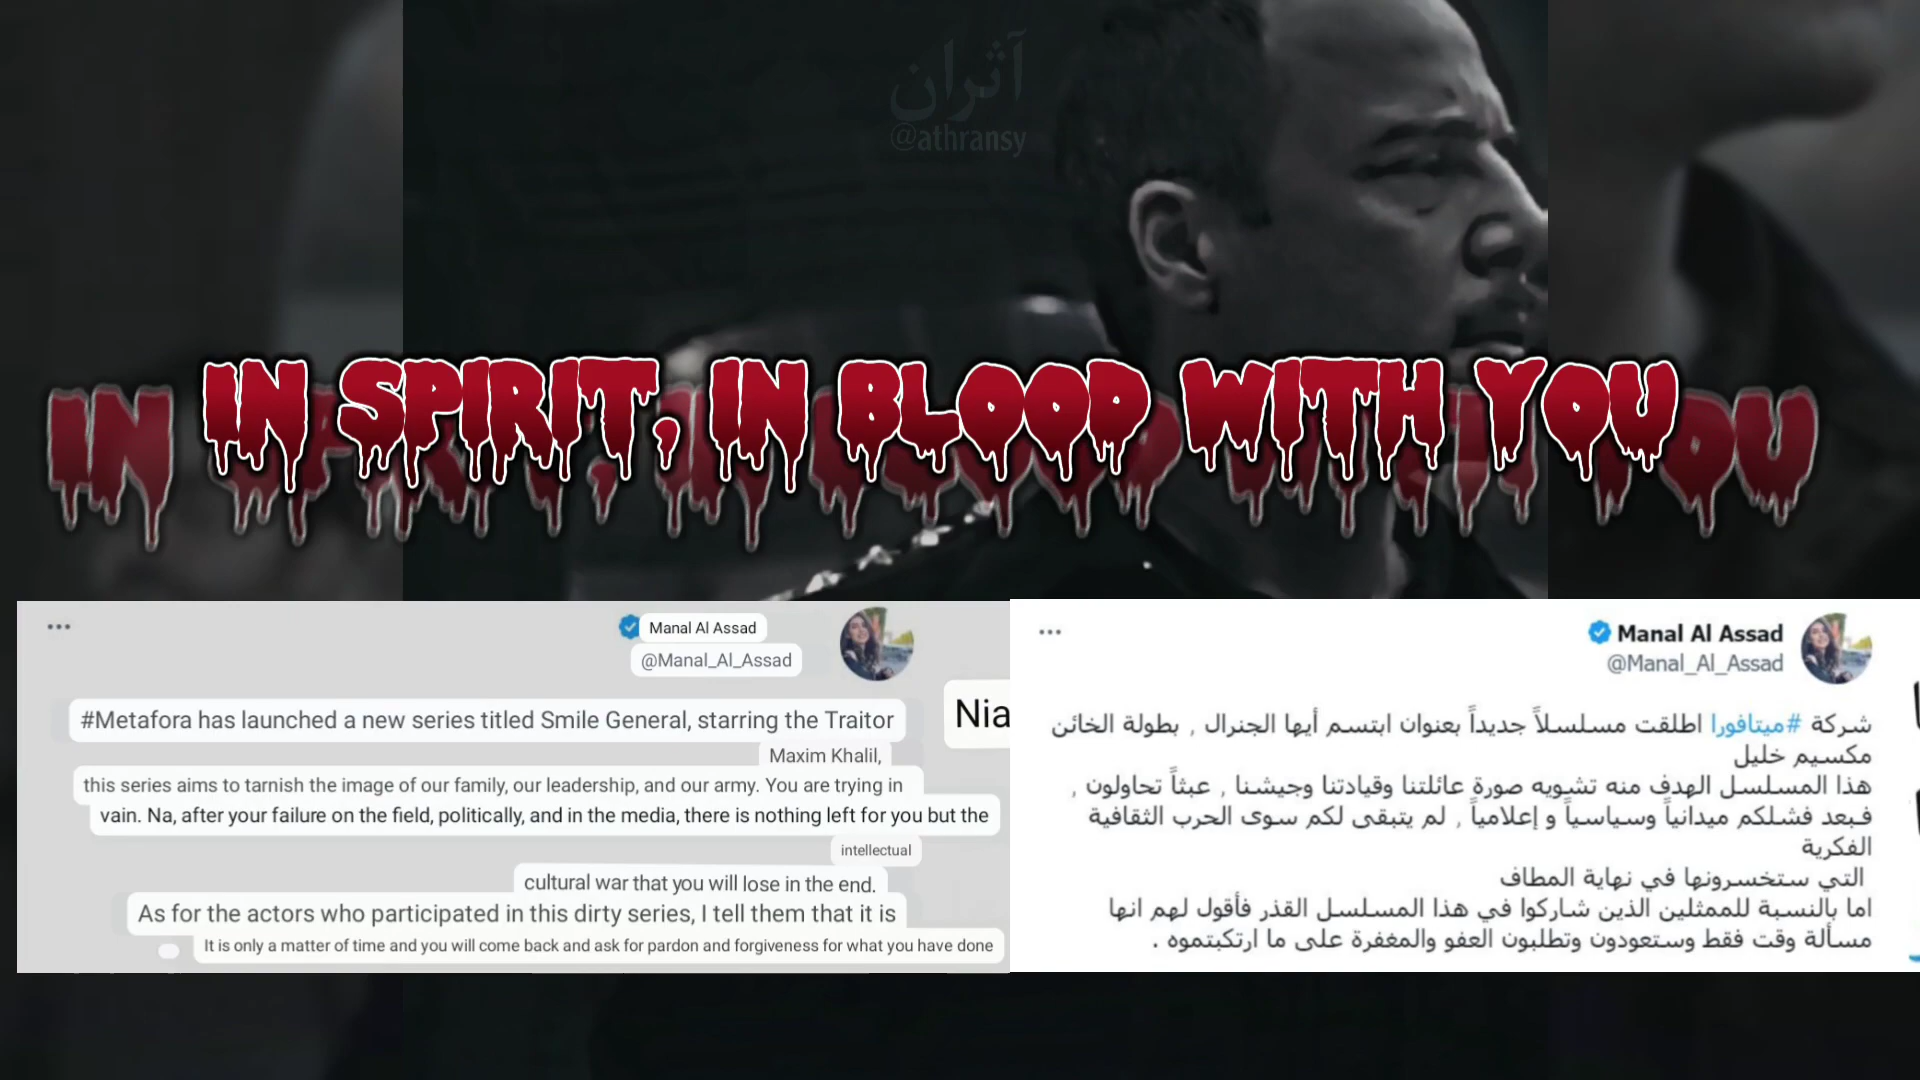 آثران
@athransy
IN SPIRIT, IN BLOOD WITH YOU
Manal Al Assad
@Manal_Al_Assad
#Metafora has launched a new series titled Smile General, starring the Traitor
Maxim Khalil,
this series aims to tarnish the image of our family, our leadership, and our army. You are trying in
vain. Na, after your failure on the field, politically, and in the media, there is nothing left for you but the
intellectual
cultural war that you will lose in the end.
As for the actors who participated in this dirty series, I tell them that it is
It is only a matter of time and you will come back and ask for pardon and forgiveness for what you have done
Nia
Manal Al Assad
@Manal_Al_Assad
شركة #ميتافورا اطلقت مسلسلاً جديداً بعنوان ابتسم أيها الجنرال , بطولة الخائن
مكسيم خليل
هذا المسلسل الهدف منه تشويه صورة عائلتنا وقيادتنا وجيشنا , عبثاً تحاولون ,
فبعد فشلكم ميدانياً وسياسياً و إعلامياً , لم يتبقى لكم سوى الحرب الثقافية
الفكرية
التي ستخسرونها في نهاية المطاف
اما بالنسبة للممثلين الذين شاركوا في هذا المسلسل القذر فأقول لهم انها
مسألة وقت فقط وستعودون وتطلبون العفو والمغفرة على ما ارتكبتموه .